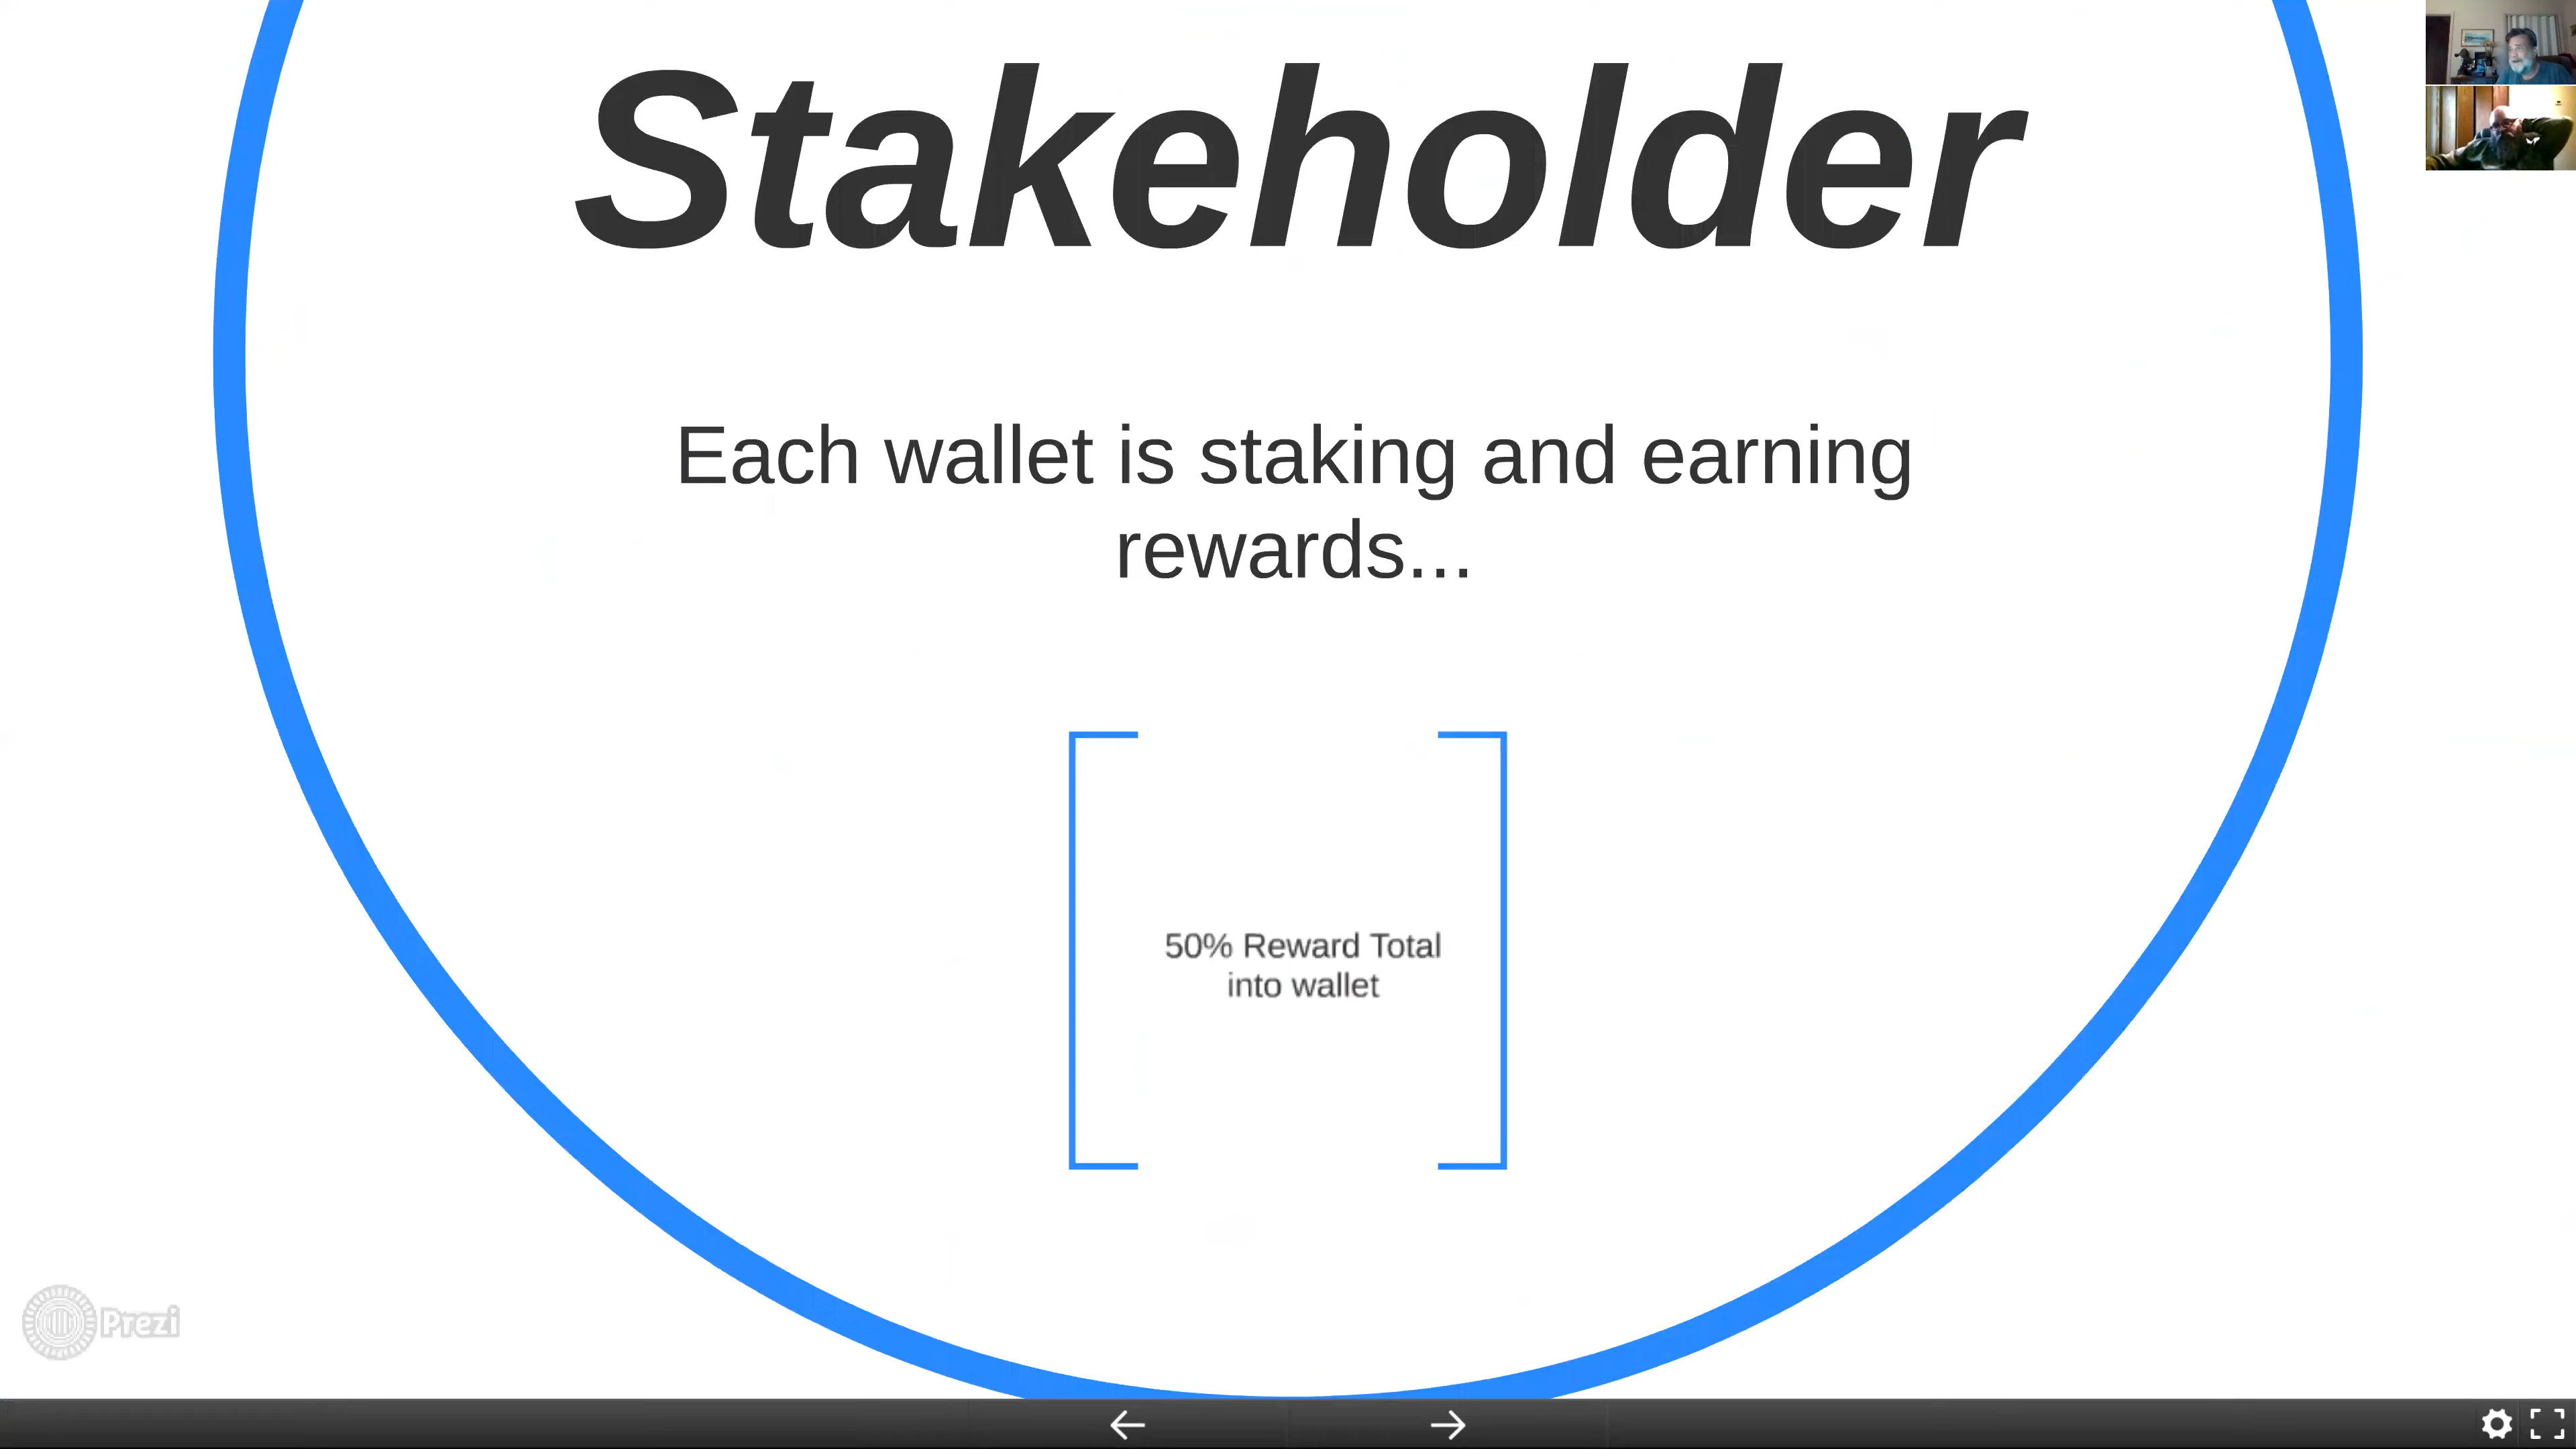 Stakeholder
Each wallet is staking and earning
rewards...
50% Reward Total
into wallet
Prezi